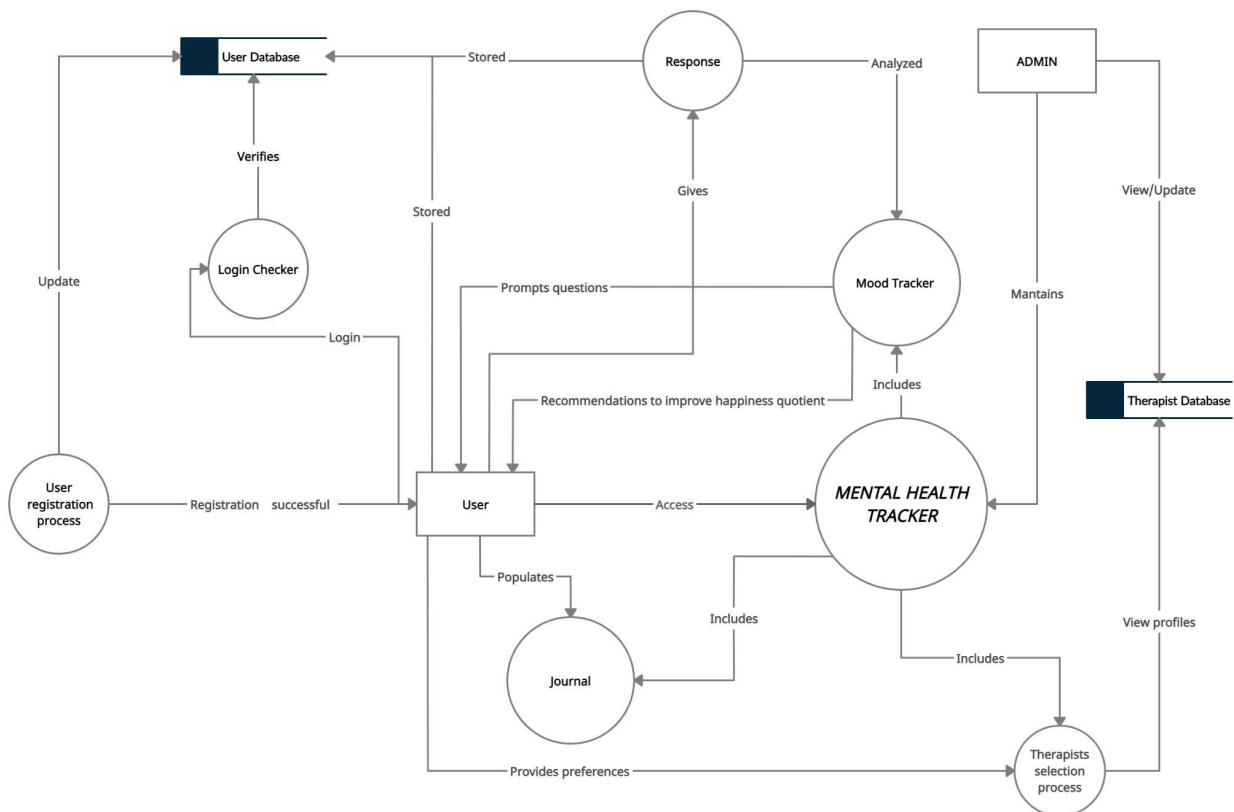 User Database
Stored
Response
Analyzed
ADMIN
Verifies
Gives
View/Update
Stored
Login Checker
Update
Prompts questions
Mood Tracker
Mantains
Login
Includes
Recommendations to improve happiness quotient
Therapist Database
User
registration
process
Registration successful
User
Access
MENTAL HEALTH
TRACKER
Populates
Includes
View profiles
Includes
Journal
Provides preferences
Therapists
selection
process